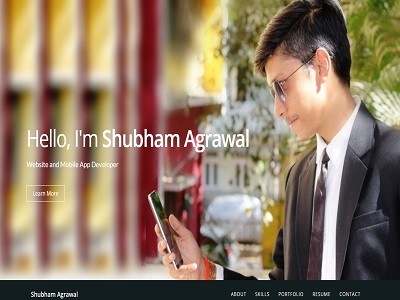 Hello, I'm Shubham Agrawal
Website and Mobile App Developer
Learn More
Shubham Agrawal
ABOUT SKILLS PORTFOLIO RESUME CONTACT